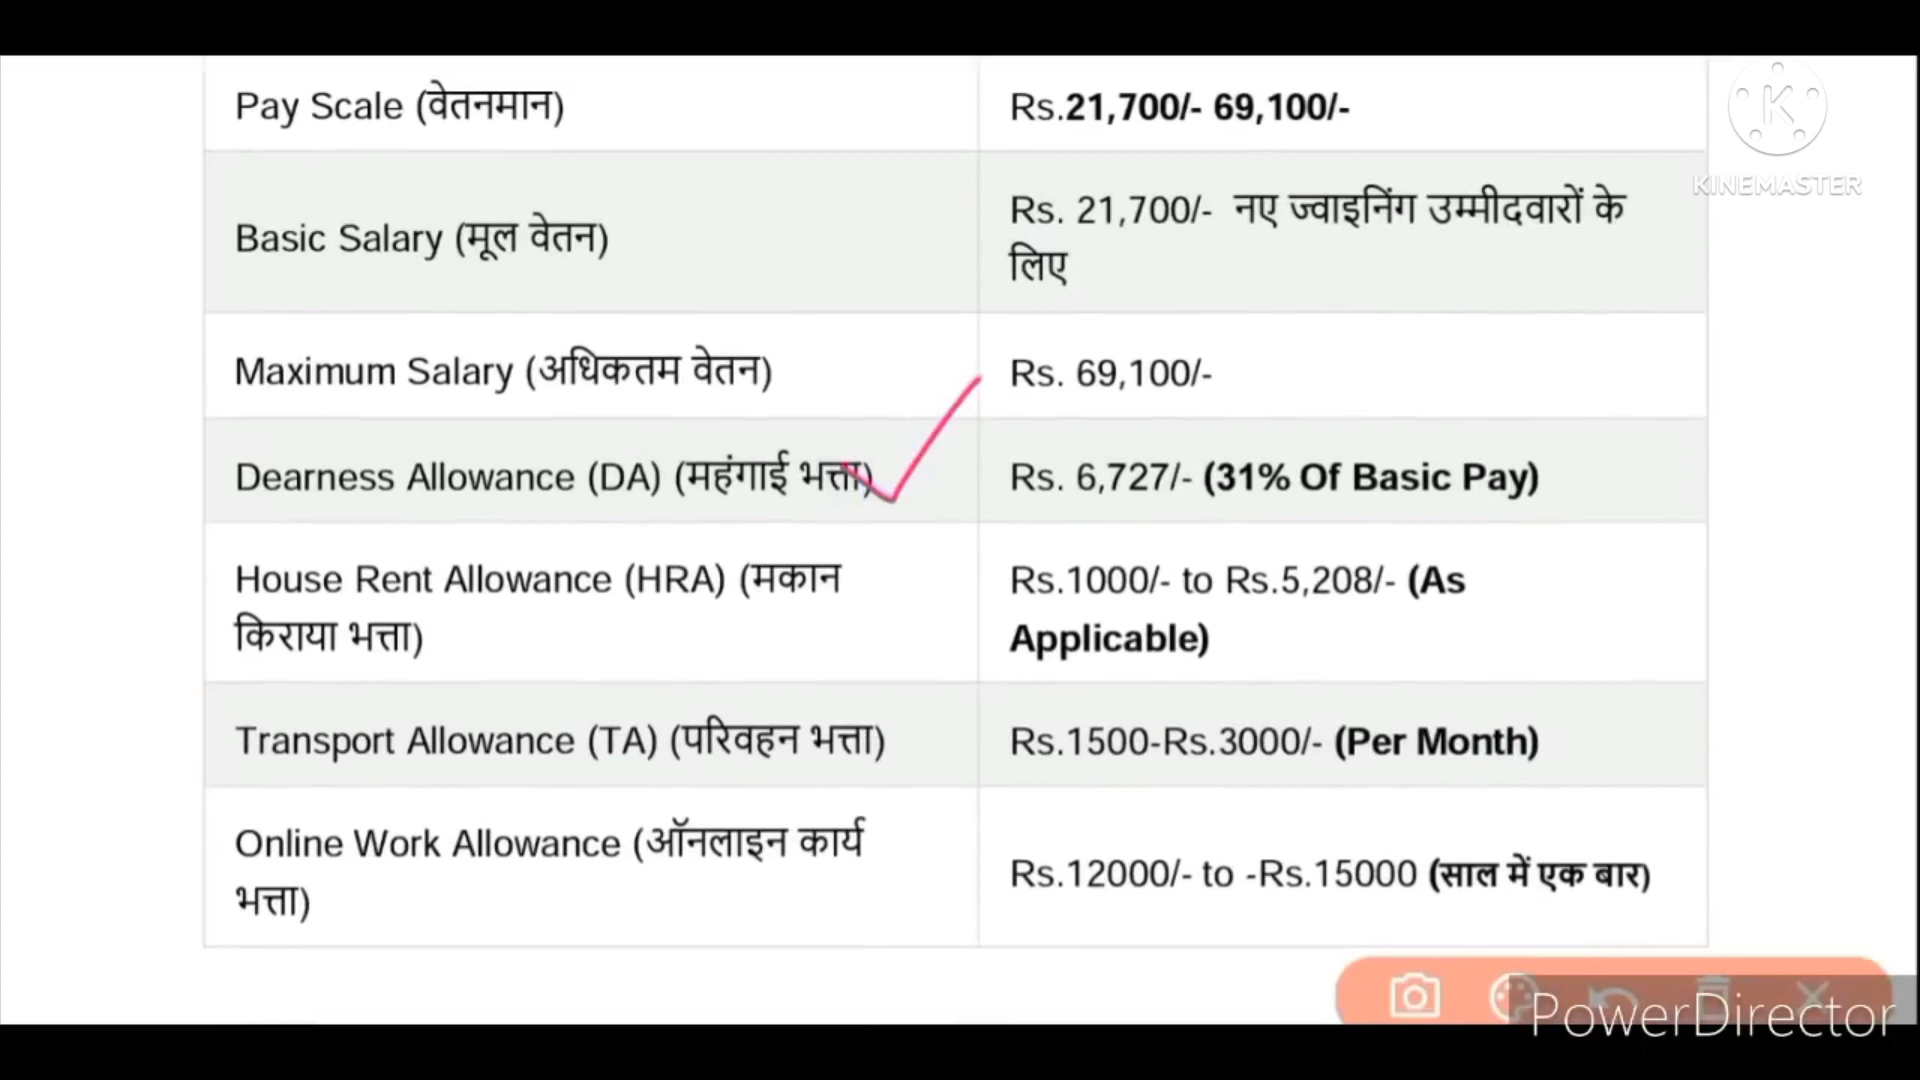 Pay Scale (वेतनमान)
Rs.21,700/- 69,100/-
KINEMASTER
Basic Salary (मूल वेतन)
Rs. 21,700/- नए ज्वाइनिंग उम्मीदवारों के
लिए
Maximum Salary (अधिकतम वेतन)
Rs. 69,100/-
Dearness Allowance (DA) (महंगाई भत्ता)
Rs. 6,727/- (31% Of Basic Pay)
House Rent Allowance (HRA) (मकान
किराया भत्ता)
Rs.1000/- to Rs.5,208/- (As
Applicable)
Transport Allowance (TA) (परिवहन भत्ता)
Rs.1500-Rs.3000/- (Per Month)
Online Work Allowance (ऑनलाइन कार्य
भत्ता)
Rs.12000/- to -Rs.15000 (साल में एक बार)
PowerDirector